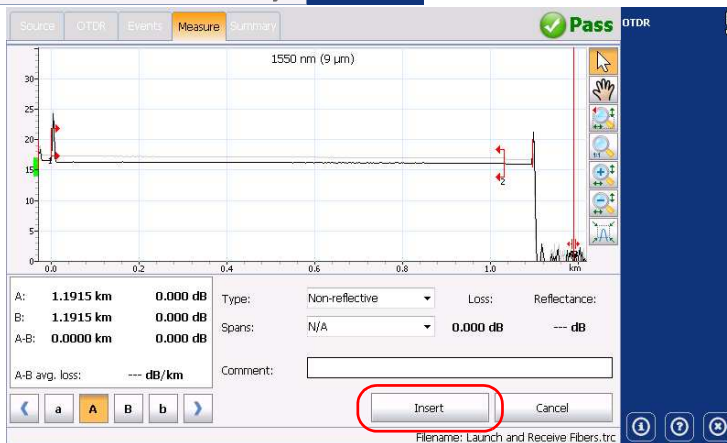 Source OTDR Events Measure Summary Pass OTDR
1550 nm (9 µm)
30
25
20
15
10
5
0
1
2
0.0 0.2 0.4 0.6 0.8 1.0 km
1:1
A: 1.1915 km 0.000 dB
B: 1.1915 km 0.000 dB
A-B: 0.0000 km 0.000 dB
A-B avg. loss: --- dB/km
Type: Non-reflective Loss: Reflectance:
Spans: N/A 0.000 dB --- dB
Comment:
a A B b Insert Cancel
Filename: Launch and Receive Fibers.trc